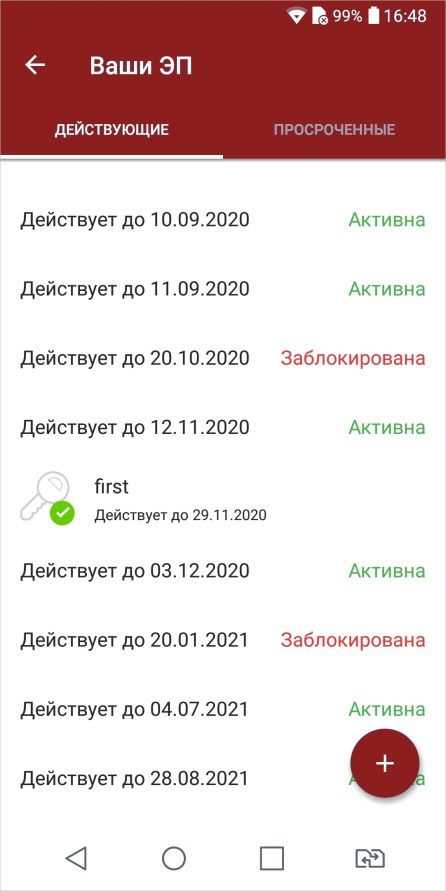 99% 16:48
Ваши ЭП
ДЕЙСТВУЮЩИЕ ПРОСРОЧЕННЫЕ
Действует до 10.09.2020 Активна
Действует до 11.09.2020 Активна
Действует до 20.10.2020 Заблокирована
Действует до 12.11.2020 Активна
first
Действует до 29.11.2020
Действует до 03.12.2020 Активна
Действует до 20.01.2021 Заблокирована
Действует до 04.07.2021 Активна
Действует до 28.08.2021